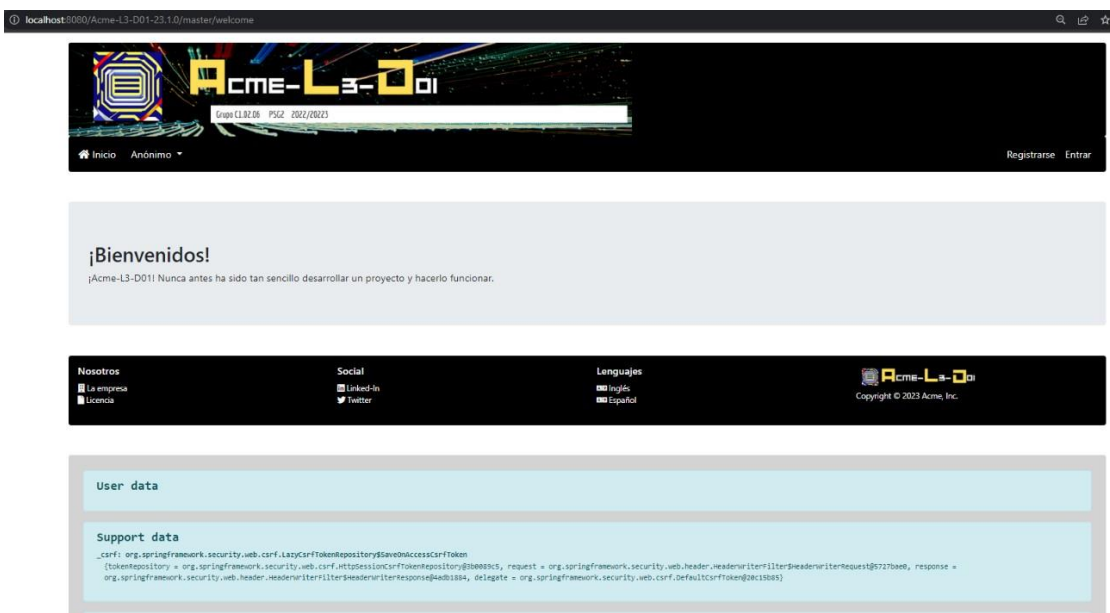 localhost:8080/Acme-L3-D01-23.1.0/master/welcome
Acme-L3-D01
Grupo C1.02.06 PSG2 2022/20223
Inicio Anónimo Registrarse Entrar
¡Bienvenidos!
¡Acme-L3-D01! Nunca antes ha sido tan sencillo desarrollar un proyecto y hacerlo funcionar.
Nosotros
La empresa
Licencia
Social
Linked-In
Twitter
Lenguajes
Inglés
Español
Acme-L3-D01
Copyright © 2023 Acme, Inc.
User data
Support data
_csrf: org.springframework.security.web.csrf.LazyCsrfTokenRepository$SaveOnAccessCsrfToken
{tokenRepository = org.springframework.security.web.csrf.HttpSessionCsrfTokenRepository@3b0089c5, request = org.springframework.security.web.header.HeaderWriterFilter$HeaderWriterRequest@5727bae0, response =
org.springframework.security.web.header.HeaderWriterFilter$HeaderWriterResponse@4adb1884, delegate = org.springframework.security.web.csrf.DefaultCsrfToken@20c15b85}